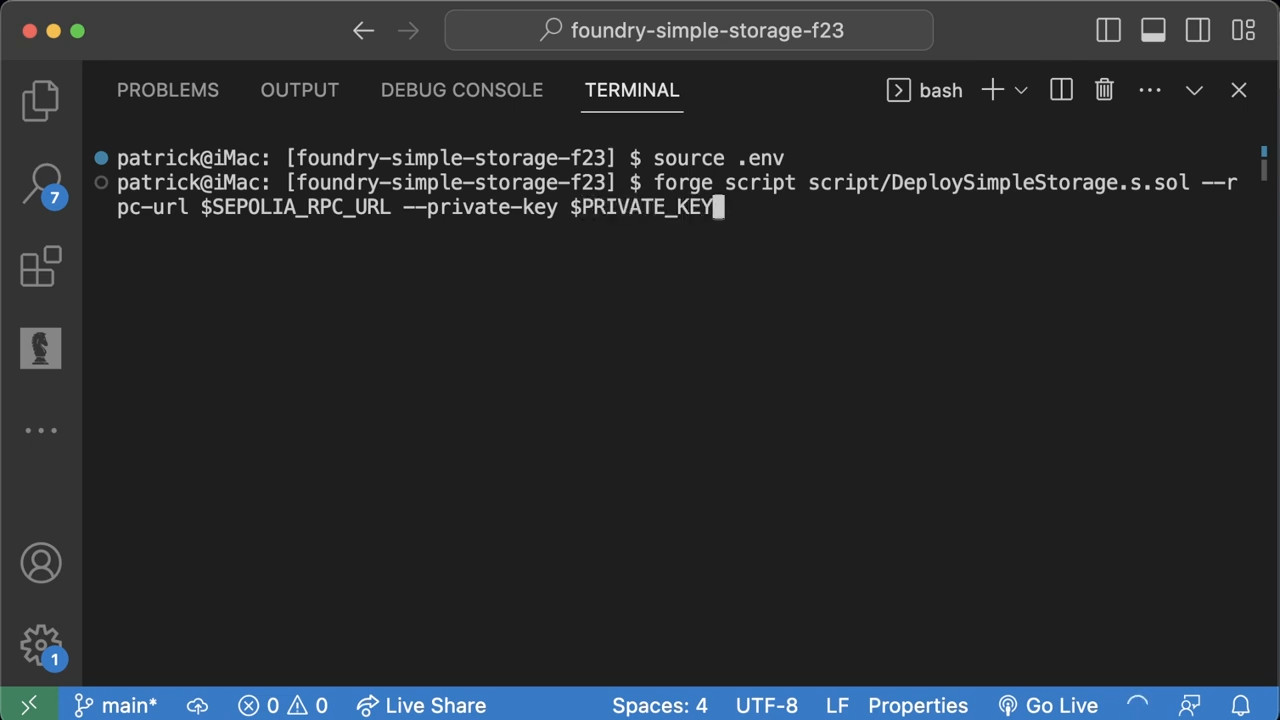 foundry-simple-storage-f23
PROBLEMS OUTPUT DEBUG CONSOLE TERMINAL bash
patrick@iMac: [foundry-simple-storage-f23] $ source .env
patrick@iMac: [foundry-simple-storage-f23] $ forge script script/DeploySimpleStorage.s.sol --r
pc-url $SEPOLIA_RPC_URL --private-key $PRIVATE_KEY
7
1
main* 0 0 Live Share Spaces: 4 UTF-8 LF Properties Go Live